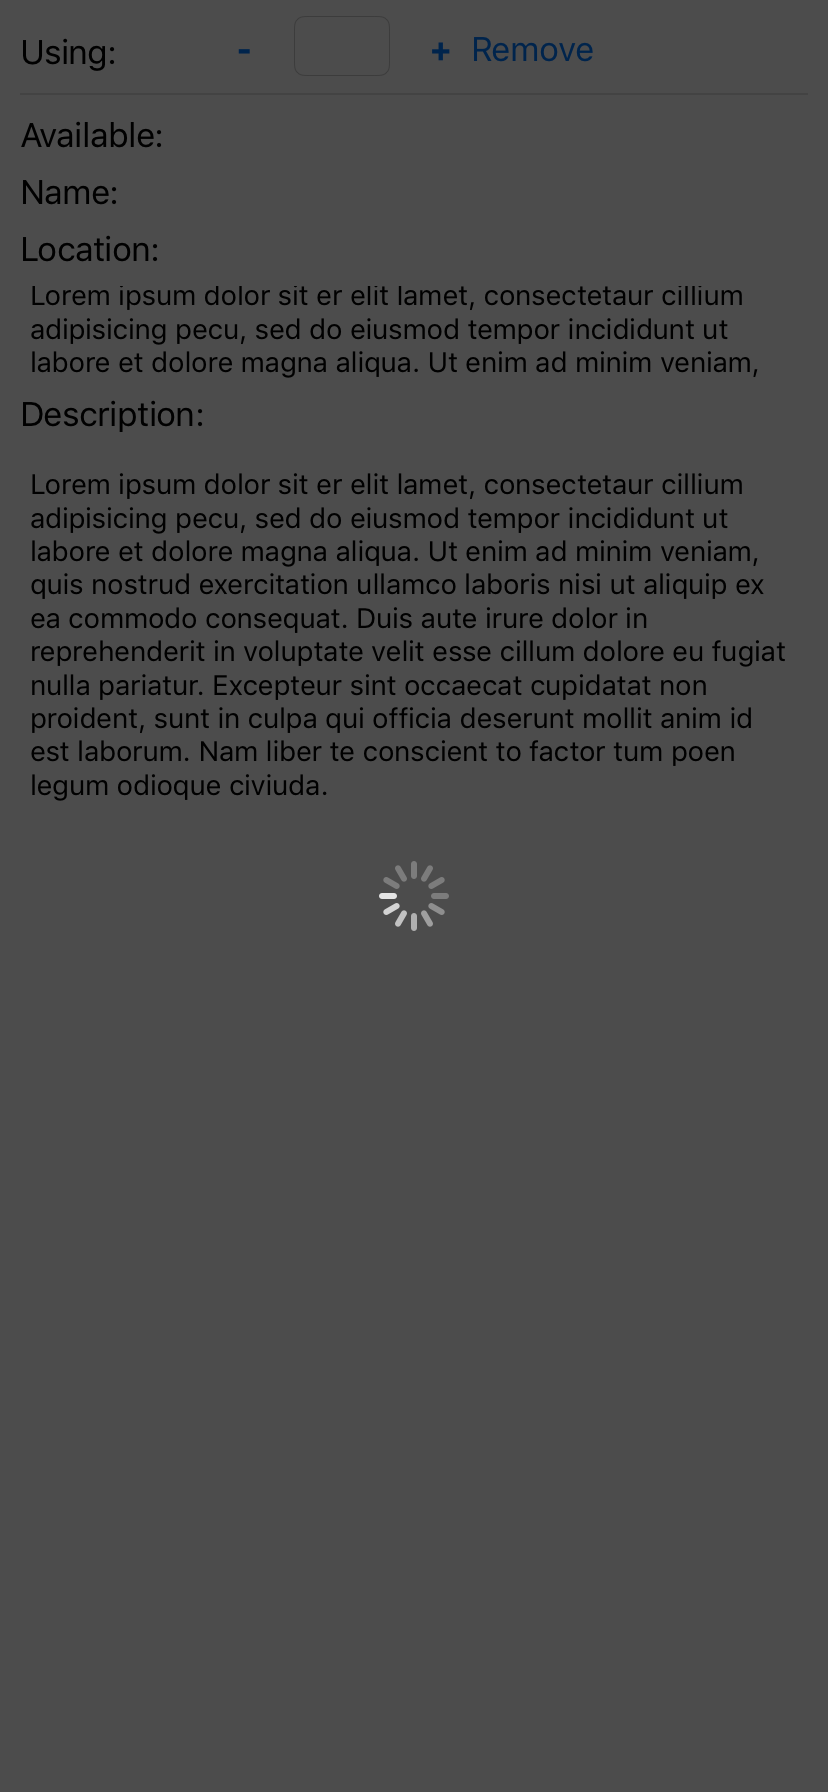 Using: - + Remove
Available:
Name:
Location:
Lorem ipsum dolor sit er elit lamet, consectetaur cillium
adipisicing pecu, sed do eiusmod tempor incididunt ut
labore et dolore magna aliqua. Ut enim ad minim veniam,
Description:
Lorem ipsum dolor sit er elit lamet, consectetaur cillium
adipisicing pecu, sed do eiusmod tempor incididunt ut
labore et dolore magna aliqua. Ut enim ad minim veniam,
quis nostrud exercitation ullamco laboris nisi ut aliquip ex
ea commodo consequat. Duis aute irure dolor in
reprehenderit in voluptate velit esse cillum dolore eu fugiat
nulla pariatur. Excepteur sint occaecat cupidatat non
proident, sunt in culpa qui officia deserunt mollit anim id
est laborum. Nam liber te conscient to factor tum poen
legum odioque civiuda.